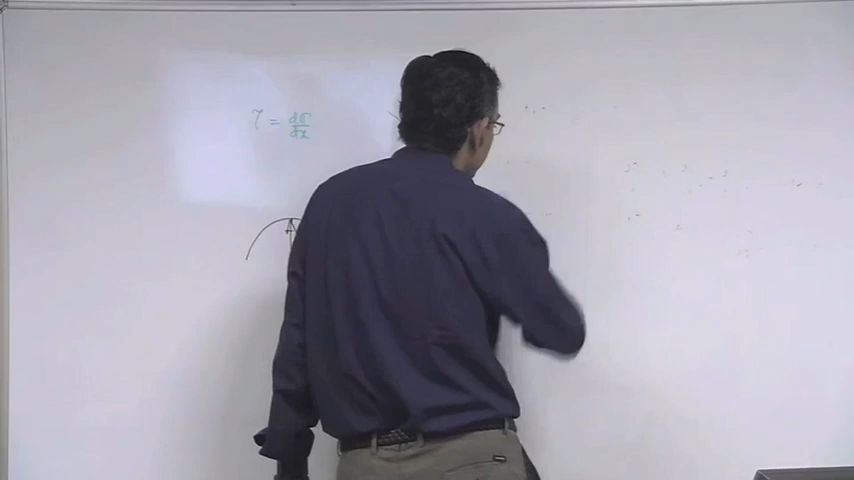 τ = dσ/dx